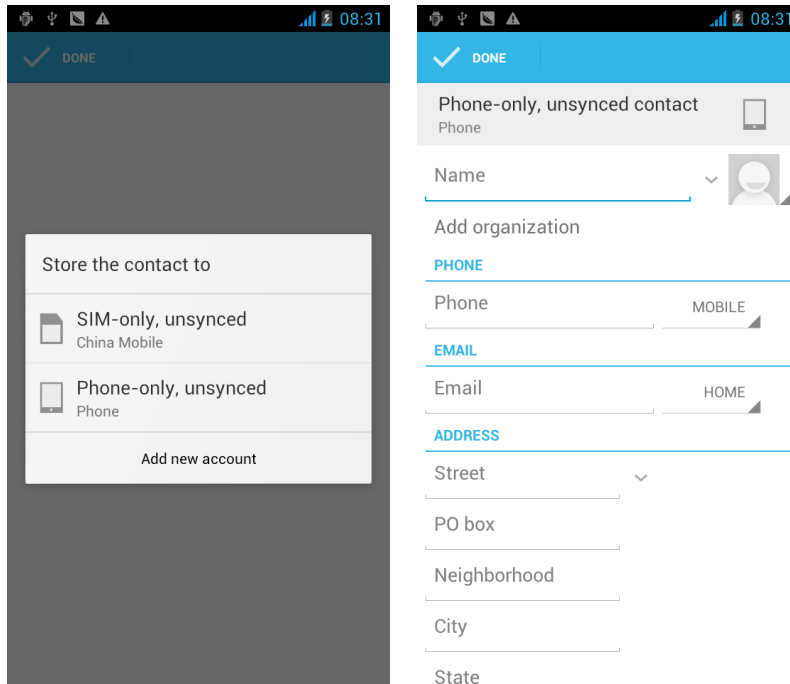 08:31
DONE
Store the contact to
SIM-only, unsynced
China Mobile
Phone-only, unsynced
Phone
Add new account
08:31
DONE
Phone-only, unsynced contact
Phone
Name
Add organization
PHONE
Phone
MOBILE
EMAIL
Email
HOME
ADDRESS
Street
PO box
Neighborhood
City
State